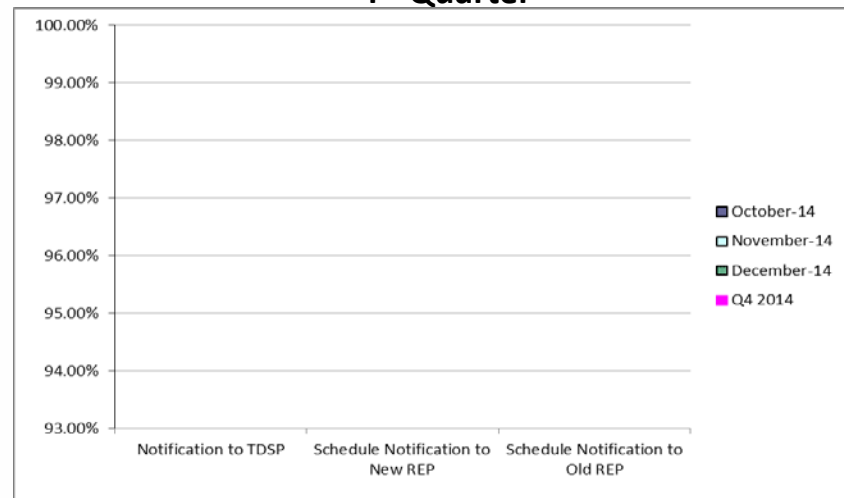 Quarter
100.00%
99.00%
98.00%
97.00%
96.00%
95.00%
94.00%
93.00%
Notification to TDSP
Schedule Notification to
New REP
Schedule Notification to
Old REP
October-14
November-14
December-14
Q4 2014